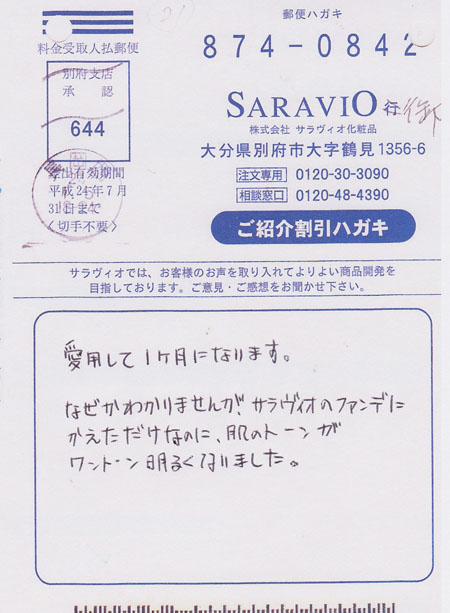 21
郵便ハガキ
料金受取人払郵便
874-0842
別府支店
承認
644
差出有効期間
平成24年7月
31日まで
〈切手不要〉
SARAVIO 行
株式会社 サラヴィオ化粧品
大分県別府市大字鶴見1356-6
注文専用 0120-30-3090
相談窓口 0120-48-4390
ご紹介割引ハガキ
サラヴィオでは、お客様のお声を取り入れてよりよい商品開発を
目指しております。ご意見・ご感想をお聞かせ下さい。
愛用して1ヶ月になります。
なぜかわかりませんが、サラヴィオのファンデに
かえただけなのに、肌のトーンが
ワントーン明るくなりました。